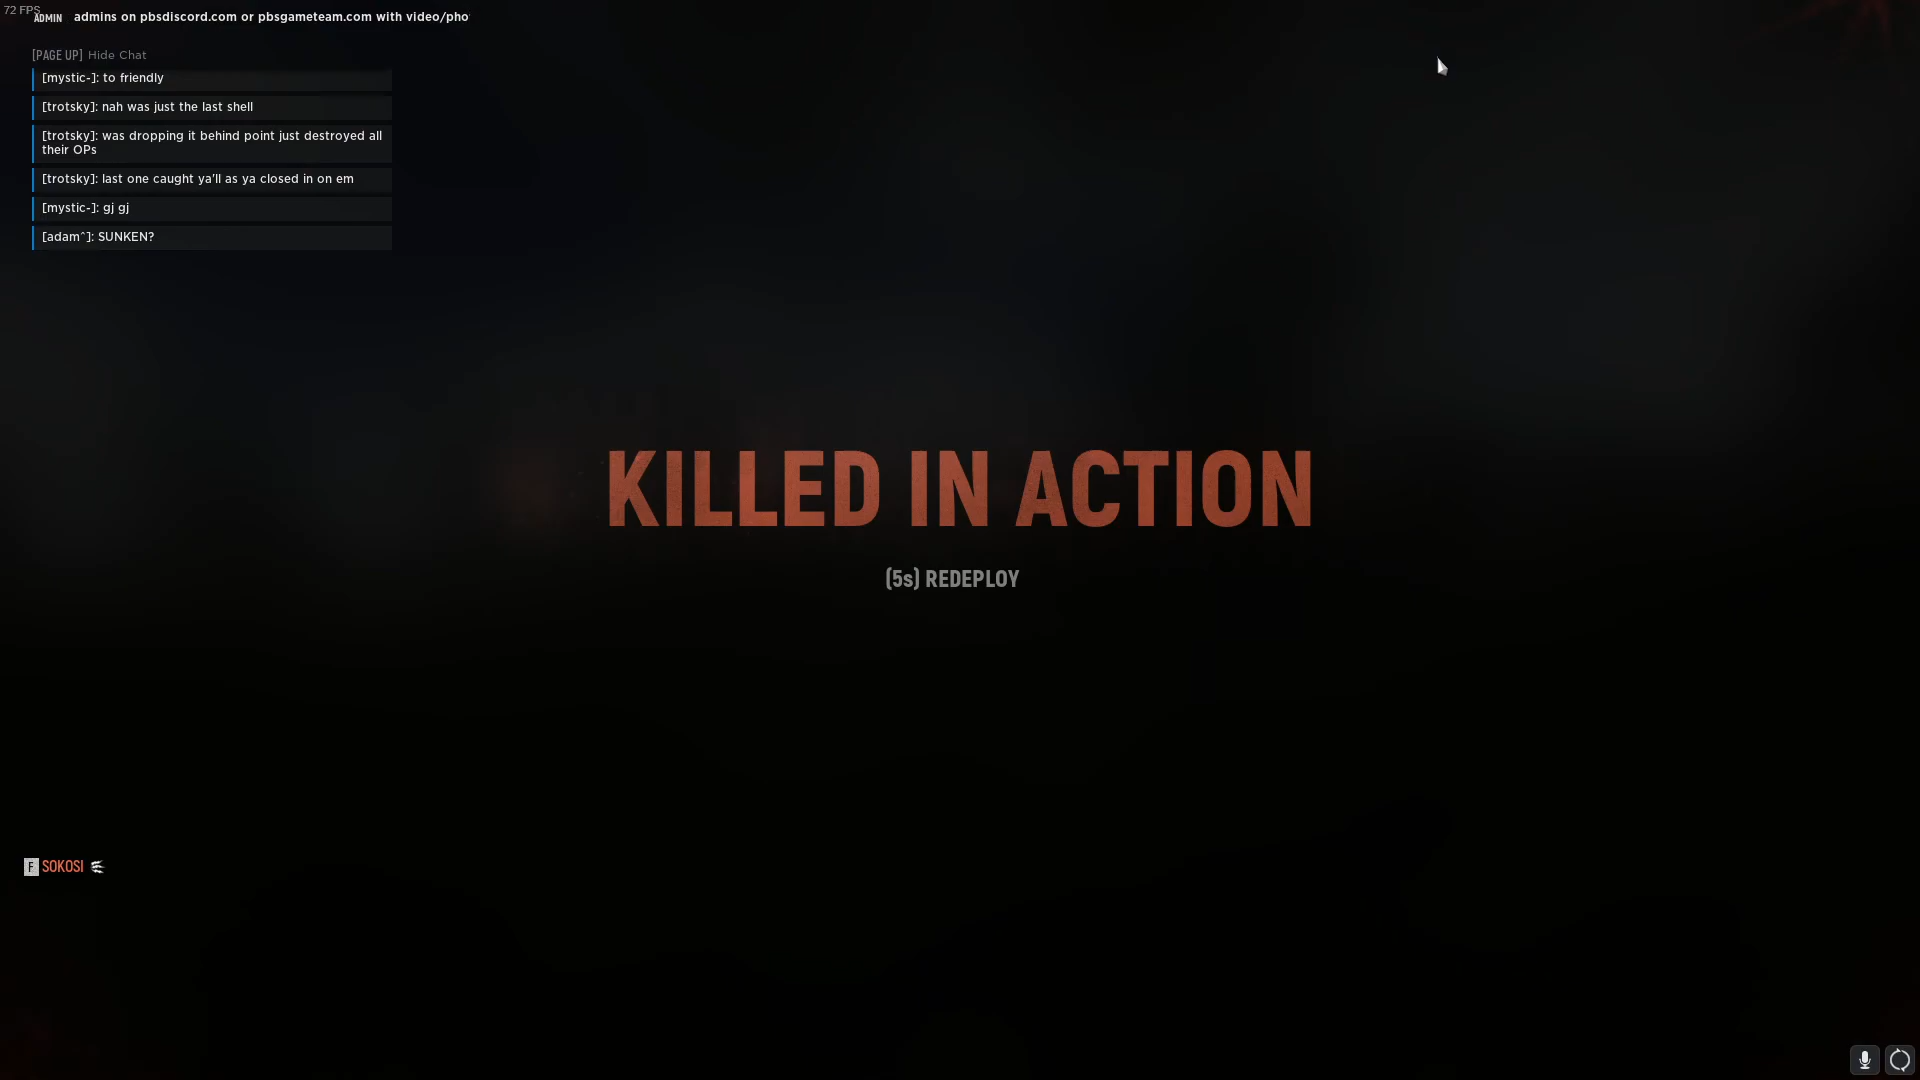 72 FPS
ADMIN admins on pbsdiscord.com or pbsgameteam.com with video/pho
[PAGE UP] Hide Chat
[mystic-]: to friendly
[trotsky]: nah was just the last shell
[trotsky]: was dropping it behind point just destroyed all
their OPs
[trotsky]: last one caught ya'll as ya closed in on em
[mystic-]: gj gj
[adam^]: SUNKEN?
KILLED IN ACTION
(5s) REDEPLOY
F SOKOSI